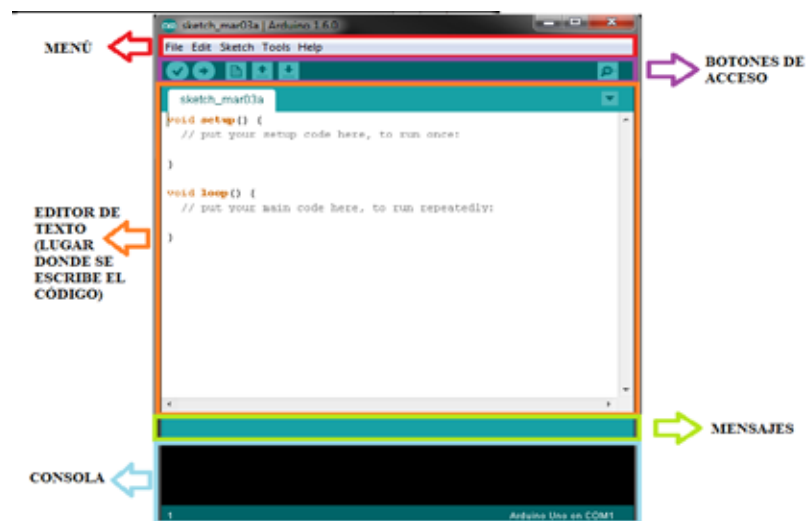 sketch_mar03a | Arduino 1.6.0
MENÚ
File Edit Sketch Tools Help
BOTONES DE
ACCESO
sketch_mar03a
void setup() {
// put your setup code here, to run once:
}
void loop() {
// put your main code here, to run repeatedly:
}
EDITOR DE
TEXTO
(LUGAR
DONDE SE
ESCRIBE EL
CÓDIGO)
MENSAJES
CONSOLA
1
Arduino Uno on COM1